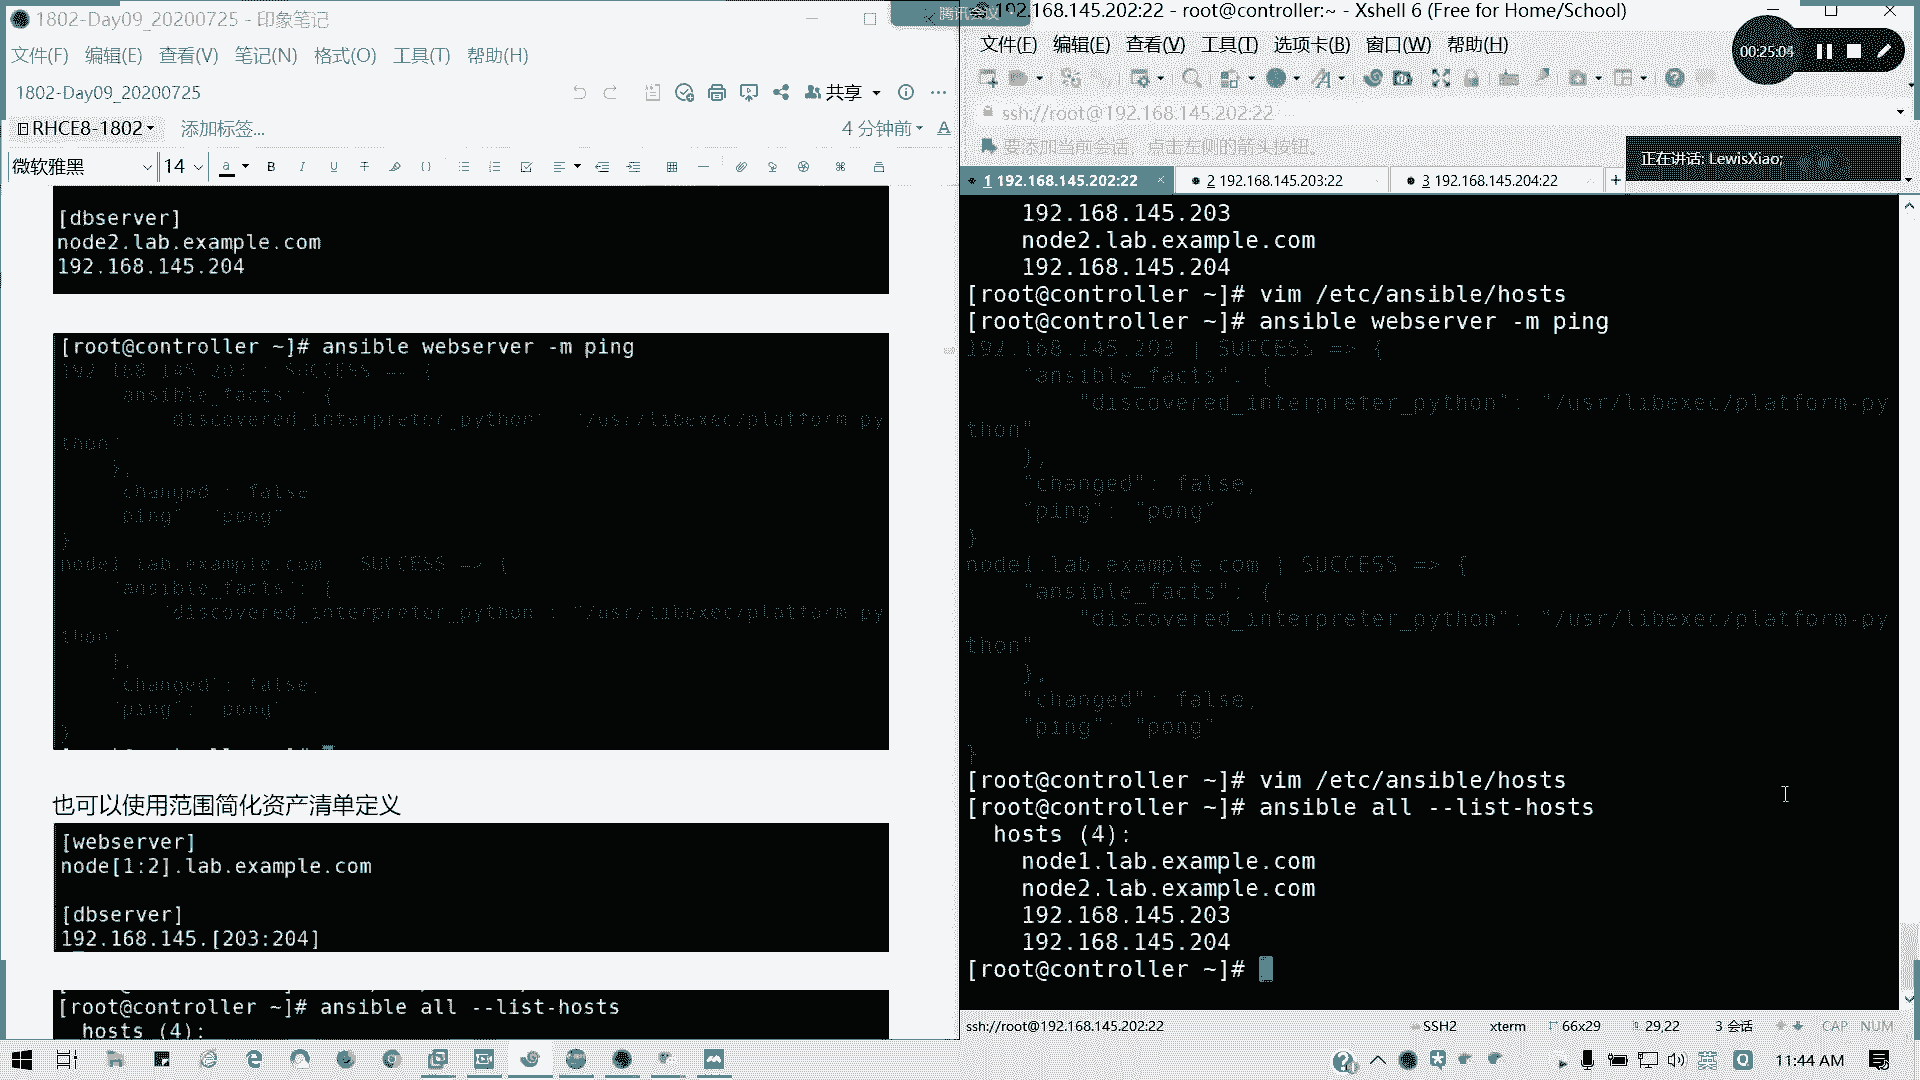 1802-Day09_20200725 - 印象笔记
文件(F) 编辑(E) 查看(V) 笔记(N) 格式(O) 工具(T) 帮助(H)
1802-Day09_20200725
共享
RHCE8-1802
添加标签...
4 分钟前
微软雅黑
14
[dbserver]
node2.lab.example.com
192.168.145.204
[root@controller ~]# ansible webserver -m ping
192.168.145.203 | SUCCESS => {
"ansible_facts": {
"discovered_interpreter_python": "/usr/libexec/platform-py
thon"
},
"changed": false,
"ping": "pong"
}
node1.lab.example.com | SUCCESS => {
"ansible_facts": {
"discovered_interpreter_python": "/usr/libexec/platform-py
thon"
},
"changed": false,
"ping": "pong"
}
也可以使用范围简化资产清单定义
[webserver]
node[1:2].lab.example.com
[dbserver]
192.168.145.[203:204]
[root@controller ~]# ansible all --list-hosts
hosts (4):
腾讯会议
192.168.145.202:22 - root@controller:~ - Xshell 6 (Free for Home/School)
文件(F) 编辑(E) 查看(V) 工具(T) 选项卡(B) 窗口(W) 帮助(H)
00:25:04
ssh://root@192.168.145.202:22
要添加当前会话，点击左侧的箭头按钮。
正在讲话: LewisXiao;
1 192.168.145.202:22
2 192.168.145.203:22
3 192.168.145.204:22
192.168.145.203
node2.lab.example.com
192.168.145.204
[root@controller ~]# vim /etc/ansible/hosts
[root@controller ~]# ansible webserver -m ping
192.168.145.203 | SUCCESS => {
"ansible_facts": {
"discovered_interpreter_python": "/usr/libexec/platform-py
thon"
},
"changed": false,
"ping": "pong"
}
node1.lab.example.com | SUCCESS => {
"ansible_facts": {
"discovered_interpreter_python": "/usr/libexec/platform-py
thon"
},
"changed": false,
"ping": "pong"
}
[root@controller ~]# vim /etc/ansible/hosts
[root@controller ~]# ansible all --list-hosts
hosts (4):
node1.lab.example.com
node2.lab.example.com
192.168.145.203
192.168.145.204
[root@controller ~]#
ssh://root@192.168.145.202:22
SSH2
xterm
66x29
29,22
3 会话
CAP NUM
英
11:44 AM